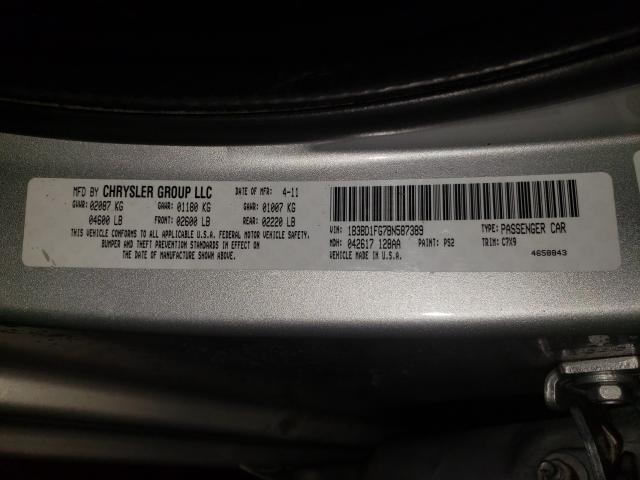 MFD BY CHRYSLER GROUP LLC DATE OF MFR: 4-11
GVWR: 02087 KG GAWR: 01180 KG GAWR: 01007 KG
04600 LB FRONT: 02600 LB REAR: 02220 LB
THIS VEHICLE CONFORMS TO ALL APPLICABLE
U.S.A. FEDERAL MOTOR VEHICLE SAFETY,
BUMPER AND THEFT PREVENTION STANDARDS IN EFFECT ON
THE DATE OF MANUFACTURE SHOWN ABOVE.
VIN: 1B3BD1FG7BN587389 TYPE: PASSENGER CAR
MDH: 042617 128AA PAINT: PS2 TRIM: C7X9
VEHICLE MADE IN U.S.A. 4658843